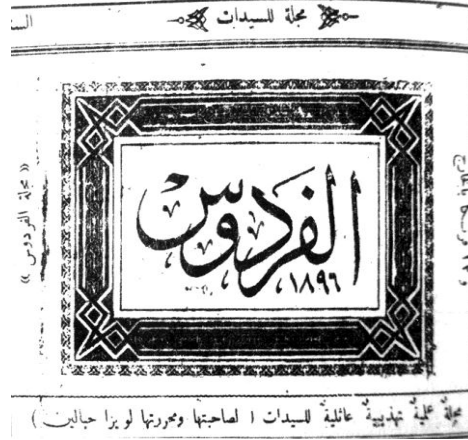 مجلة للسيدات
الفردوس
١٨٩٦
« مجلة الفردوس »
مجلةٌ علميةٌ تهذيبيةٌ عائليةٌ للسيدات ( لصاحبتها ومحررتها لويزا حبالين )